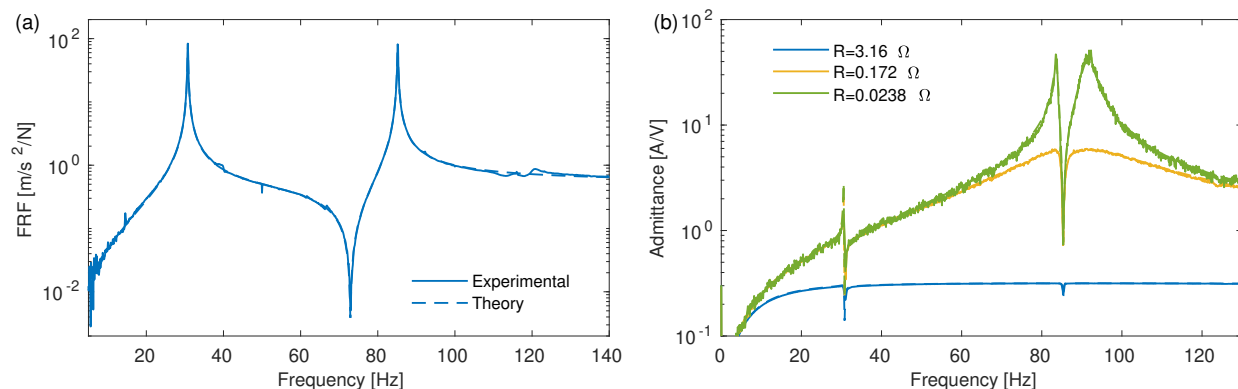 (a)
FRF [m/s^-2/N]
10^2
10^0
10^-2
Experimental
Theory
20 40 60 80 100 120 140
Frequency [Hz]
(b)
Admittance [A/V]
10^2
10^1
10^0
10^-1
R=3.16 Ω
R=0.172 Ω
R=0.0238 Ω
0 20 40 60 80 100 120
Frequency [Hz]